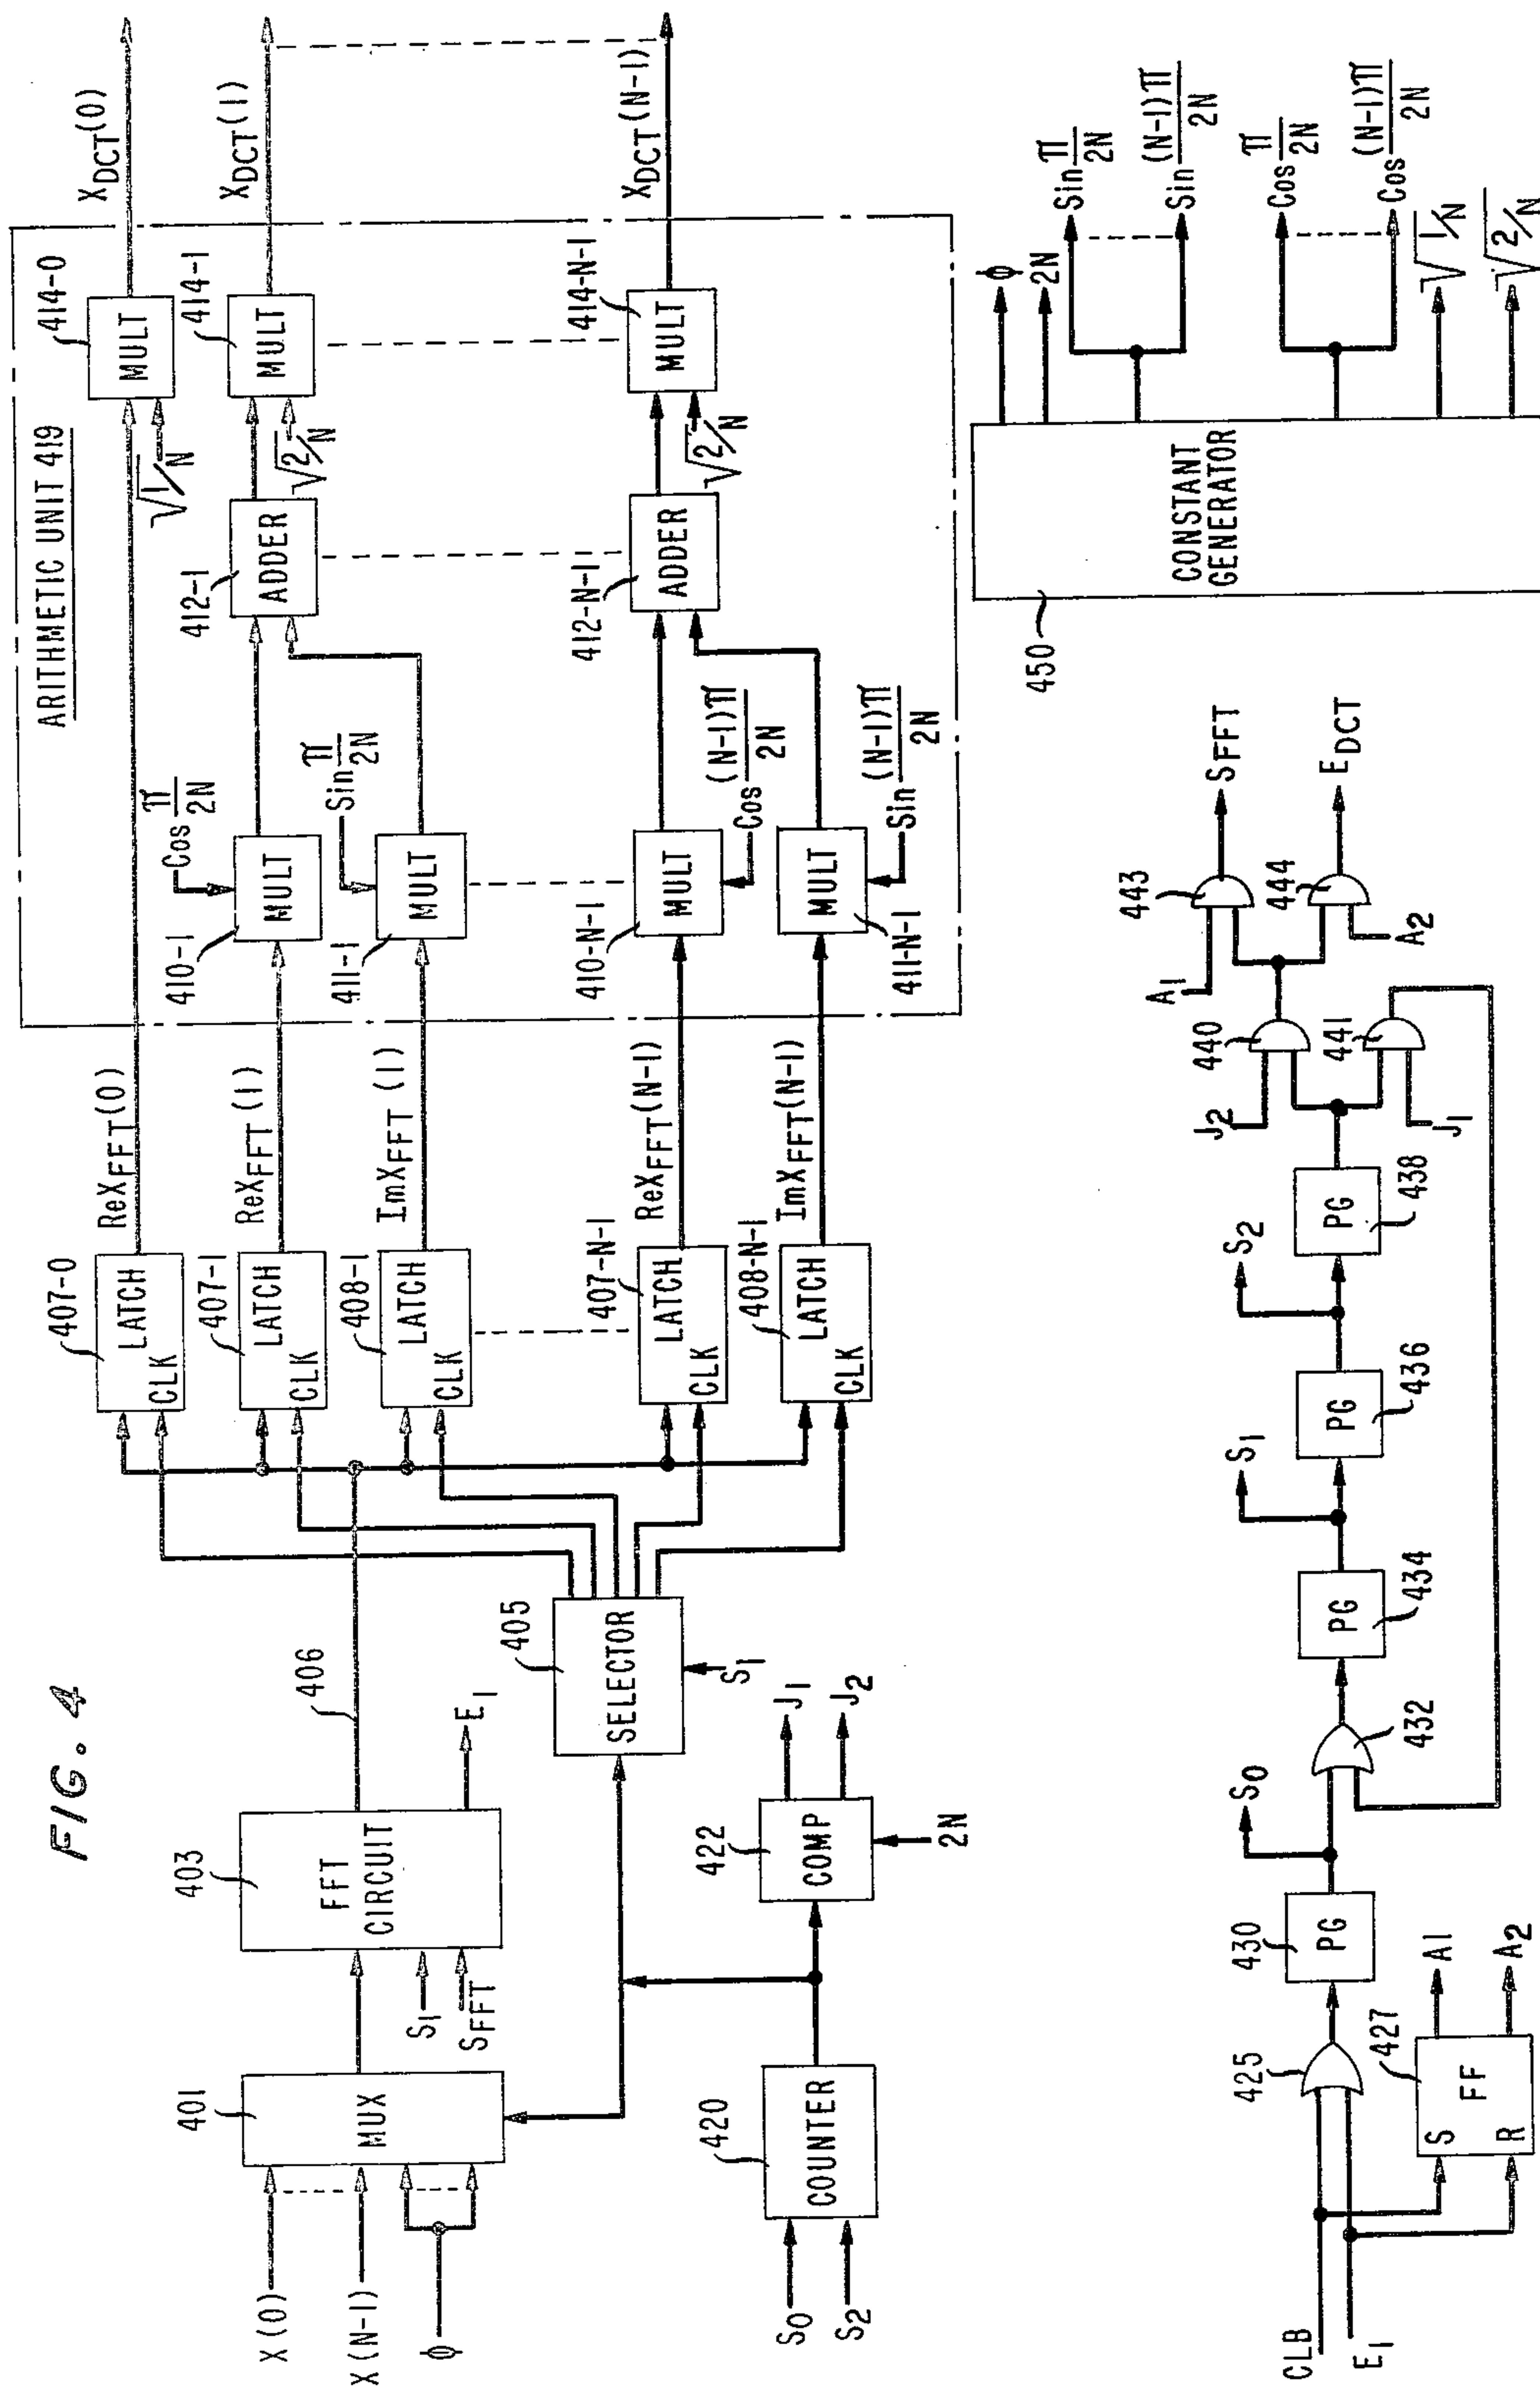 FIG. 4
X(0)
X(N-1)
ϕ
401
MUX
403
FFT
CIRCUIT
S1
SFFT
E1
406
405
SELECTOR
S1
S0
S2
420
COUNTER
422
COMP
2N
J1
J2
407-0
LATCH
CLK
407-1
LATCH
CLK
408-1
LATCH
CLK
407-N-1
LATCH
CLK
408-N-1
LATCH
CLK
ReXFFT(0)
ReXFFT(1)
ImXFFT(1)
ReXFFT(N-1)
ImXFFT(N-1)
ARITHMETIC UNIT 419
Cos π/2N
410-1
MULT
Sin π/2N
411-1
MULT
410-N-1
MULT
Cos (N-1)π/2N
411-N-1
MULT
Sin (N-1)π/2N
412-1
ADDER
412-N-1
ADDER
414-0
MULT
√1/N
414-1
MULT
√2/N
414-N-1
MULT
√2/N
XDCT(0)
XDCT(1)
XDCT(N-1)
CLB
E1
425
427
S
FF
R
A1
A2
430
PG
S0
432
PG
434
S1
PG
436
S2
PG
438
J2
440
441
J1
A1
443
SFFT
444
EDCT
A2
450
CONSTANT
GENERATOR
ϕ
2N
Sin π/2N
Sin (N-1)π/2N
Cos π/2N
Cos (N-1)π/2N
√1/N
√2/N